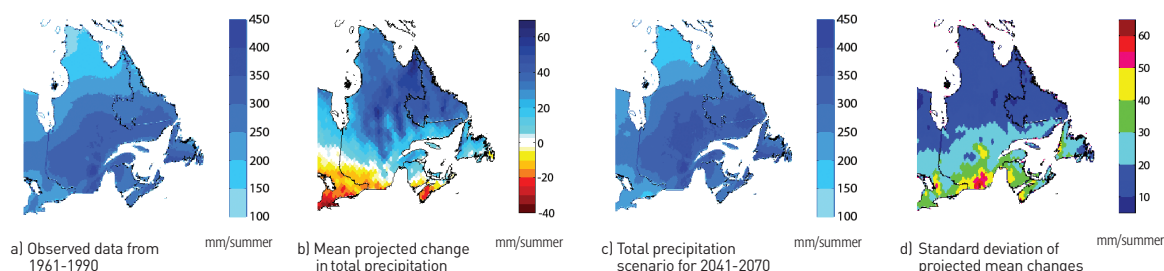 450
400
350
300
250
200
150
100
mm/summer
a) Observed data from
1961-1990
60
40
20
0
-20
-40
mm/summer
b) Mean projected change
in total precipitation
450
400
350
300
250
200
150
100
mm/summer
c) Total precipitation
scenario for 2041-2070
60
50
40
30
20
10
mm/summer
d) Standard deviation of
projected mean changes